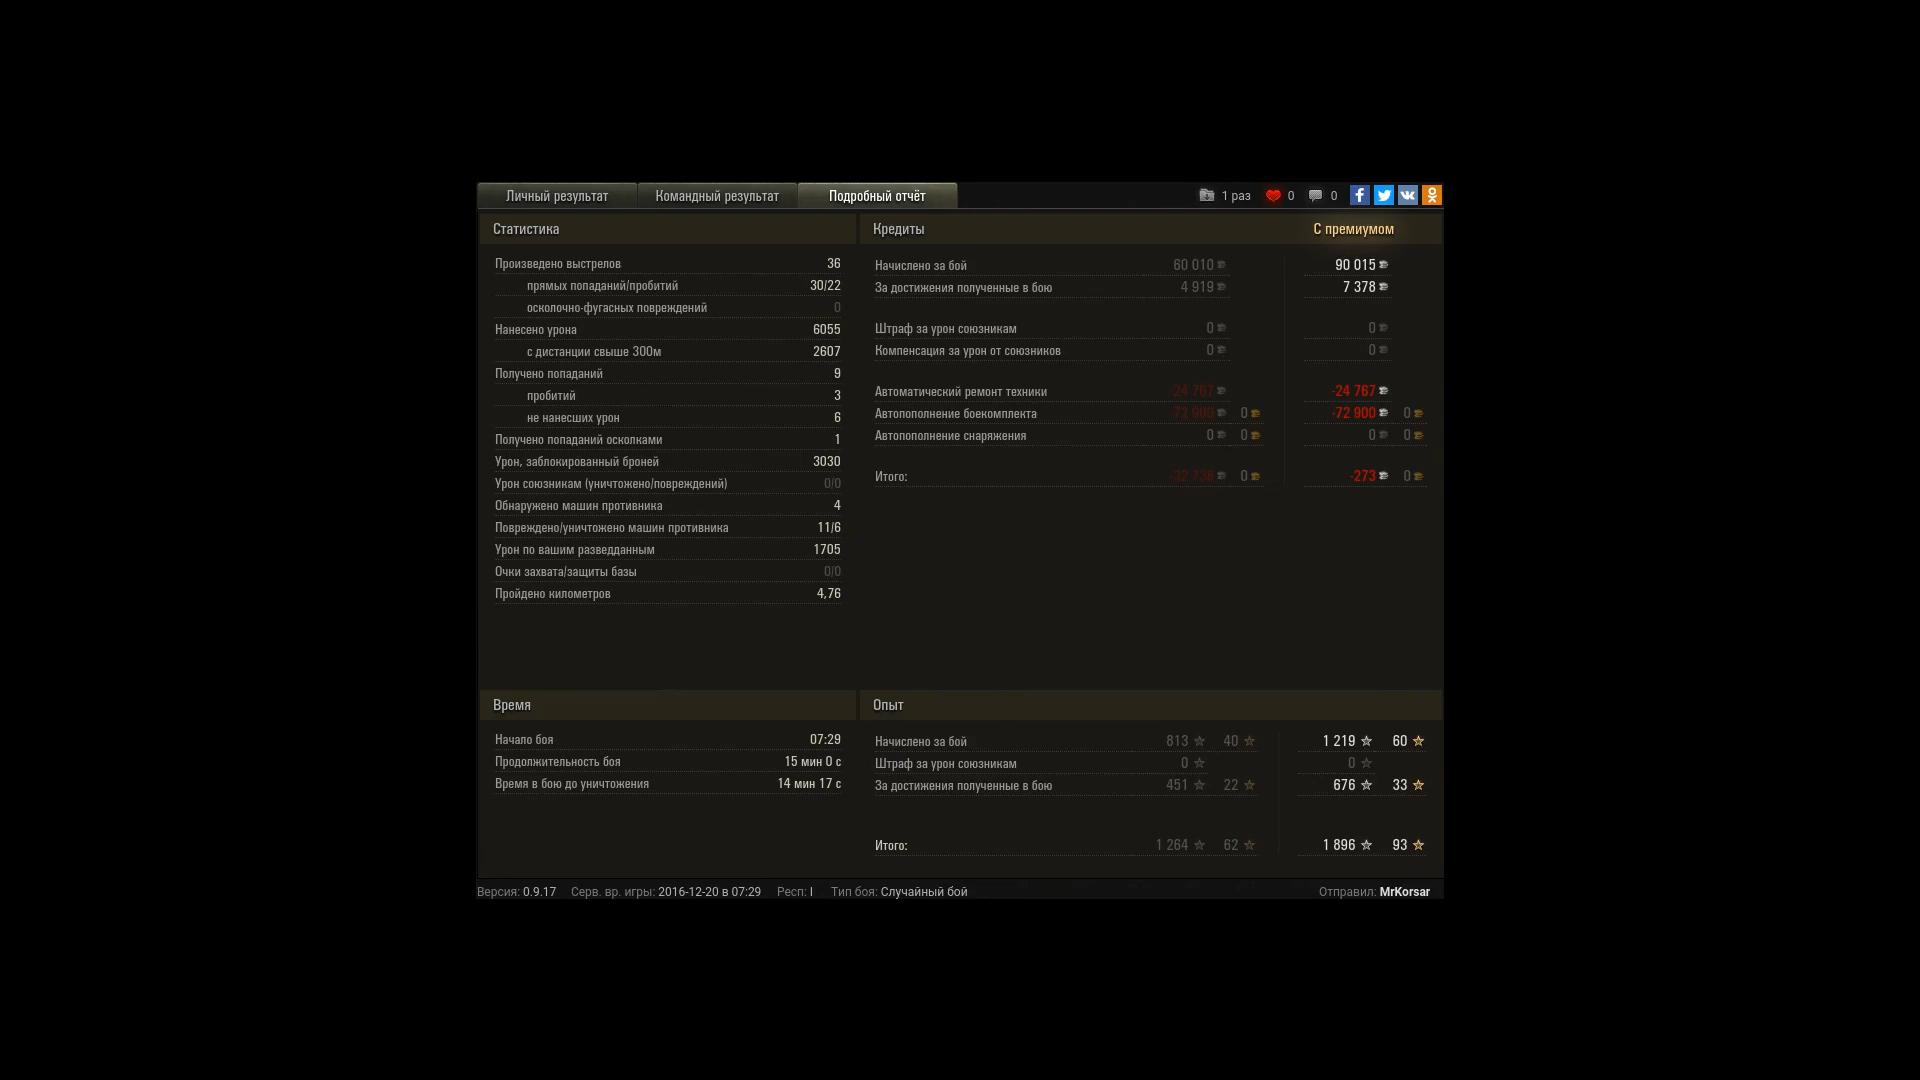 Личный результат Командный результат Подробный отчёт 1 раз 0 0
Статистика
Произведено выстрелов 36
прямых попаданий/пробитий 30/22
осколочно-фугасных повреждений 0
Нанесено урона 6055
с дистанции свыше 300м 2607
Получено попаданий 9
пробитий 3
не нанесших урон 6
Получено попаданий осколками 1
Урон, заблокированный броней 3030
Урон союзникам (уничтожено/повреждений) 0/0
Обнаружено машин противника 4
Повреждено/уничтожено машин противника 11/6
Урон по вашим разведданным 1705
Очки захвата/защиты базы 0/0
Пройдено километров 4,76
Кредиты С премиумом
Начислено за бой 60 010 90 015
За достижения полученные в бою 4 919 7 378
Штраф за урон союзникам 0 0
Компенсация за урон от союзников 0 0
Автоматический ремонт техники -24 767 -24 767
Автопополнение боекомплекта -72 900 0 -72 900 0
Автопополнение снаряжения 0 0 0 0
Итого: -32 738 0 -273 0
Время
Начало боя 07:29
Продолжительность боя 15 мин 0 с
Время в бою до уничтожения 14 мин 17 с
Опыт
Начислено за бой 813 40 1 219 60
Штраф за урон союзникам 0 0
За достижения полученные в бою 451 22 676 33
Итого: 1 264 62 1 896 93
Версия: 0.9.17 Серв. вр. игры: 2016-12-20 в 07:29 Респ: I Тип боя: Случайный бой Отправил: MrKorsar